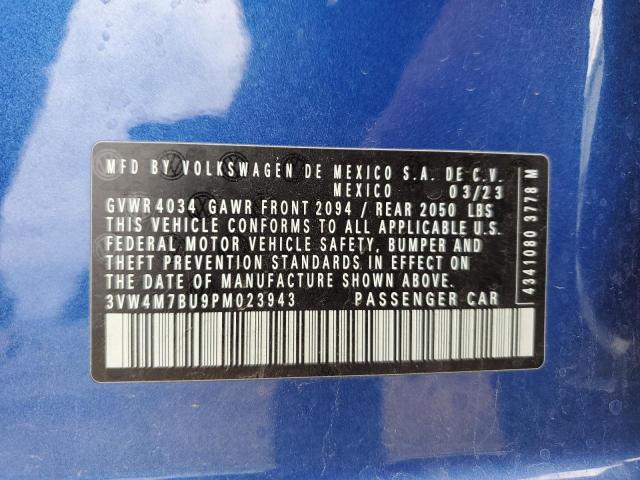 MFD BY VOLKSWAGEN DE MEXICO S.A. DE C.V.
MEXICO 03/23
GVWR 4034 GAWR FRONT 2094 / REAR 2050 LBS
THIS VEHICLE CONFORMS TO ALL APPLICABLE U.S.
FEDERAL MOTOR VEHICLE SAFETY, BUMPER AND
THEFT PREVENTION STANDARDS IN EFFECT ON
THE DATE OF MANUFACTURE SHOWN ABOVE.
3VW4M7BU9PM023943 PASSENGER CAR
4341080 3778 M